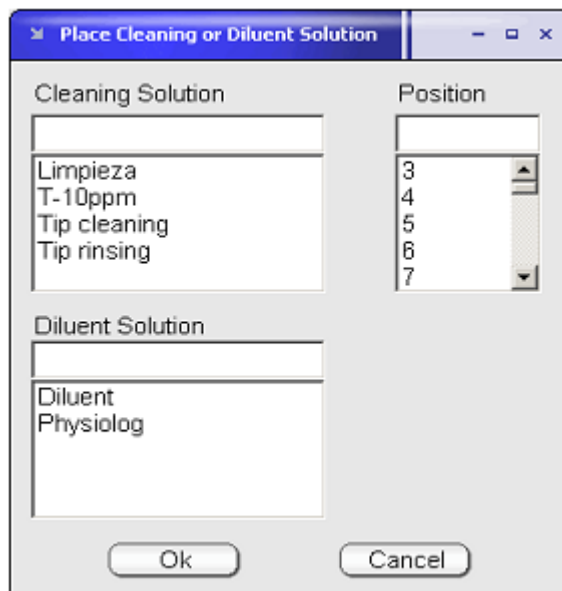 Place Cleaning or Diluent Solution
Cleaning Solution
Position
Limpieza
T-10ppm
Tip cleaning
Tip rinsing
3
4
5
6
7
Diluent Solution
Diluent
Physiolog
Ok
Cancel